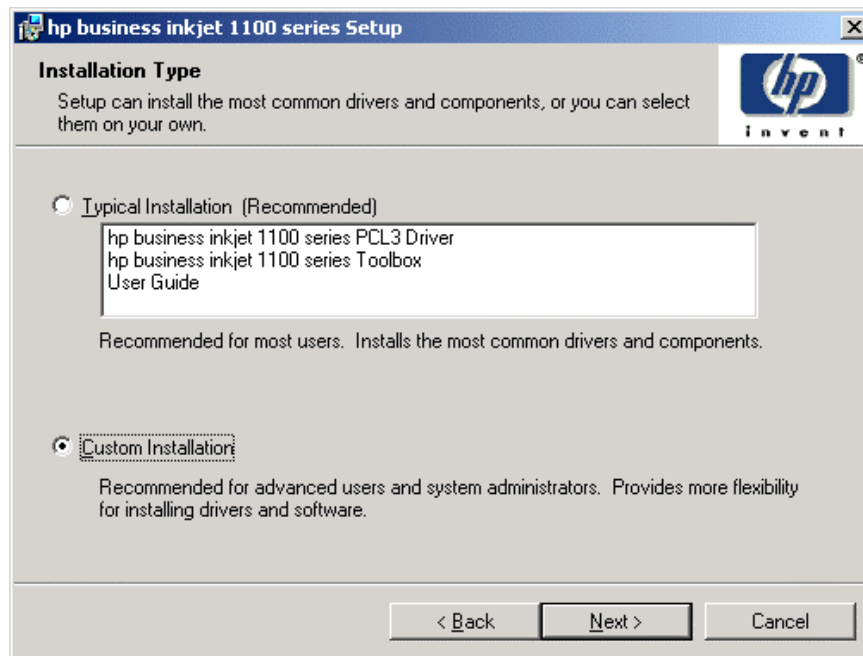 hp business inkjet 1100 series Setup
Installation Type
Setup can install the most common drivers and components, or you can select
them on your own.
hp
®
invent
Typical Installation (Recommended)
hp business inkjet 1100 series PCL3 Driver
hp business inkjet 1100 series Toolbox
User Guide
Recommended for most users. Installs the most common drivers and components.
Custom Installation
Recommended for advanced users and system administrators. Provides more flexibility
for installing drivers and software.
< Back
Next >
Cancel